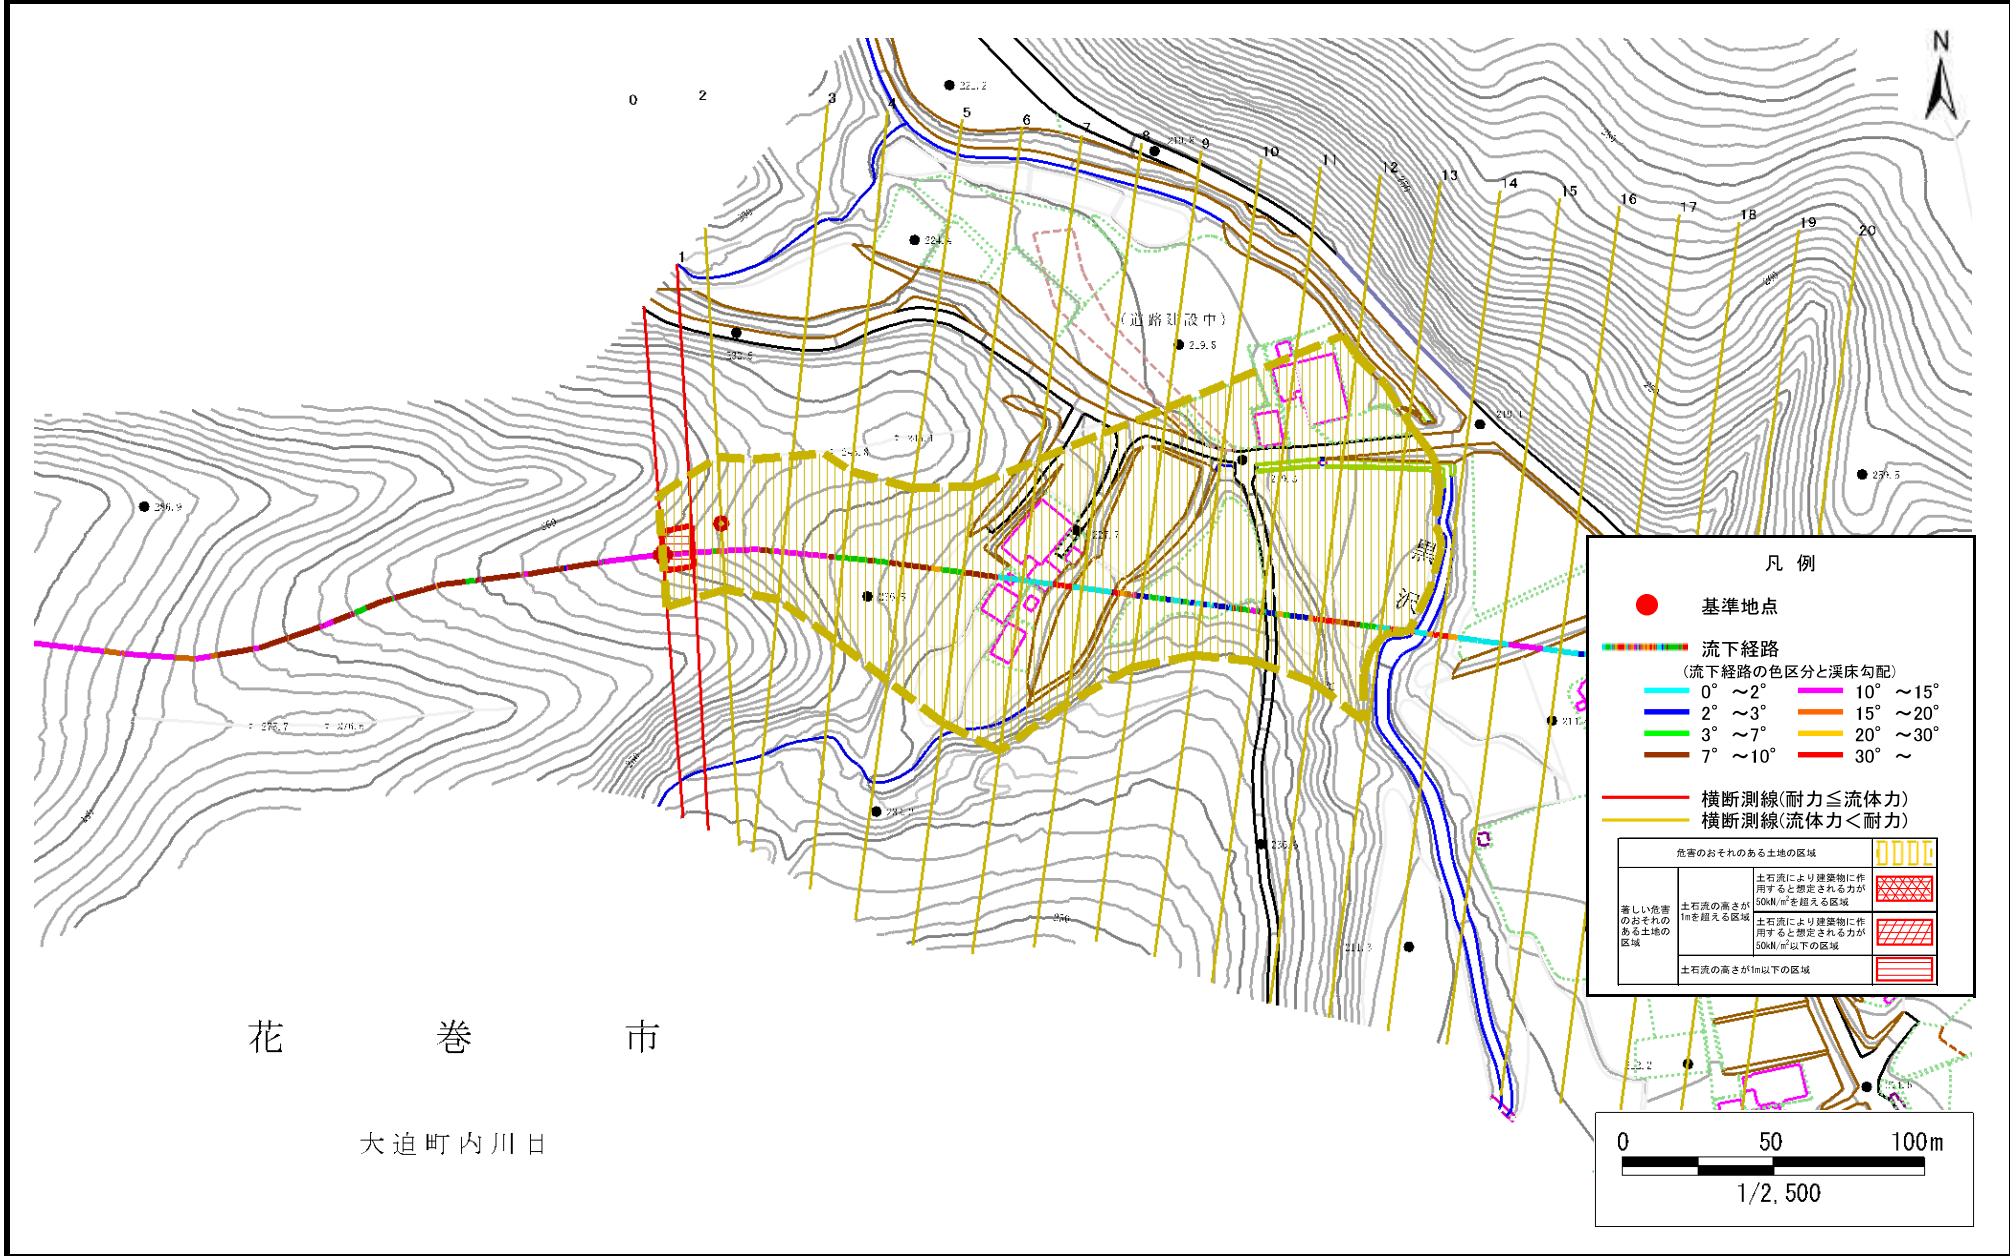 N
0
2
3
4
5
6
7
8
9
10
11
12
13
14
15
16
17
18
19
20
1
(道路建設中)
219.5
286.9
239.5
黒
沢
凡 例
基準地点
流下経路
(流下経路の色区分と渓床勾配)
0° ~2°
10° ~15°
2° ~3°
15° ~20°
3° ~7°
20° ~30°
7° ~10°
30° ~
横断測線(耐力≦流体力)
横断測線(流体力<耐力)
危害のおそれのある土地の区域
著しい危害
のおそれの
ある土地の
区域
土石流の高さが
1mを超える区域
土石流により建築物に作
用すると想定される力が
50kN/m²を超える区域
土石流により建築物に作
用すると想定される力が
50kN/m²以下の区域
土石流の高さが1m以下の区域
花 巻 市
大迫町内川目
0 50 100m
1/2,500